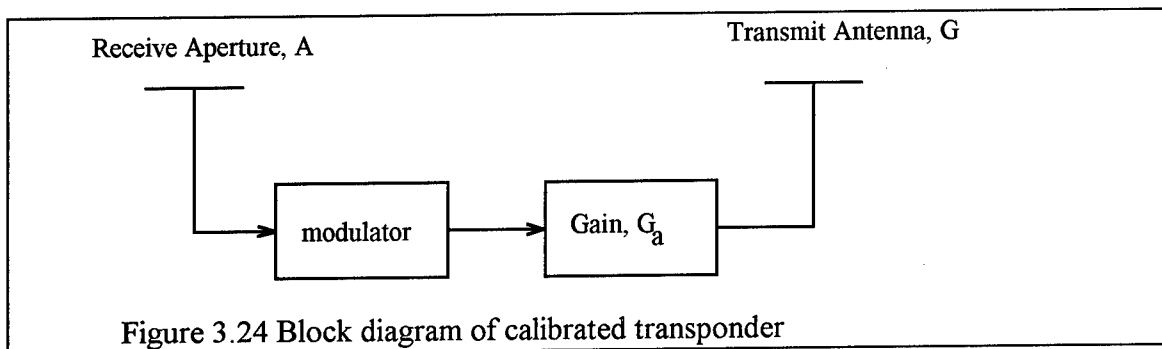 Receive Aperture, A
Transmit Antenna, G
modulator
Gain, Ga
Figure 3.24 Block diagram of calibrated transponder